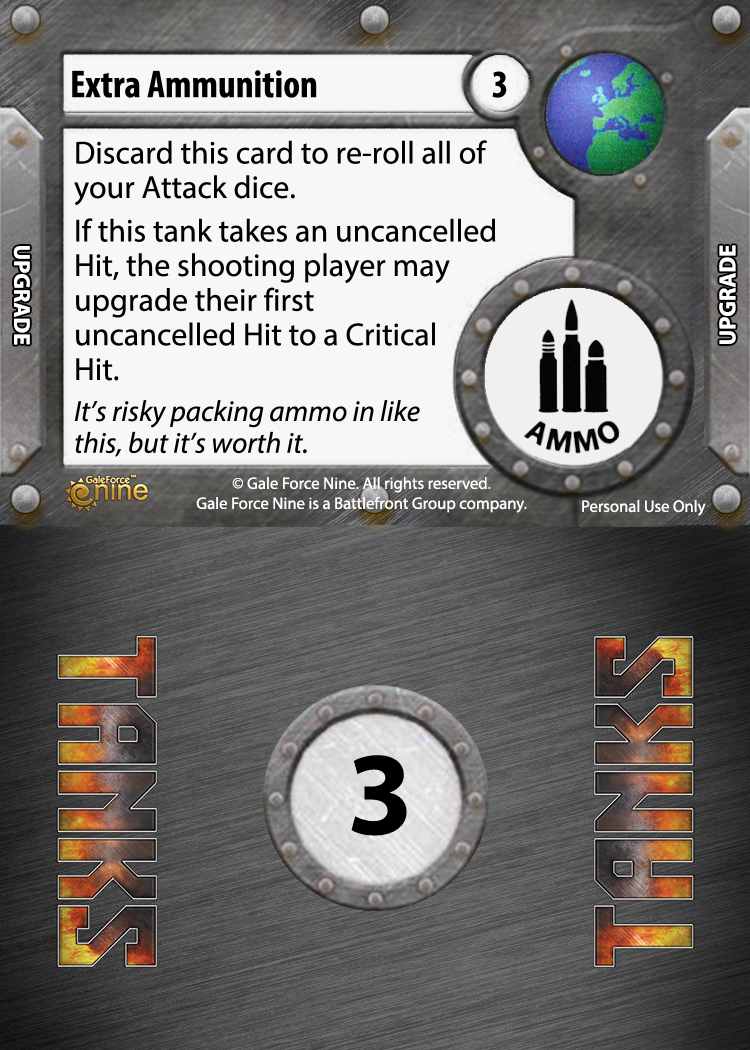 Extra Ammunition
3
Discard this card to re-roll all of
your Attack dice.
If this tank takes an uncancelled
Hit, the shooting player may
upgrade their first
uncancelled Hit to a Critical
Hit.
It's risky packing ammo in like
this, but it's worth it.
UPGRADE
UPGRADE
AMMO
GaleForce™
nine
© Gale Force Nine. All rights reserved.
Gale Force Nine is a Battlefront Group company.
Personal Use Only
TANKS
3
TANKS